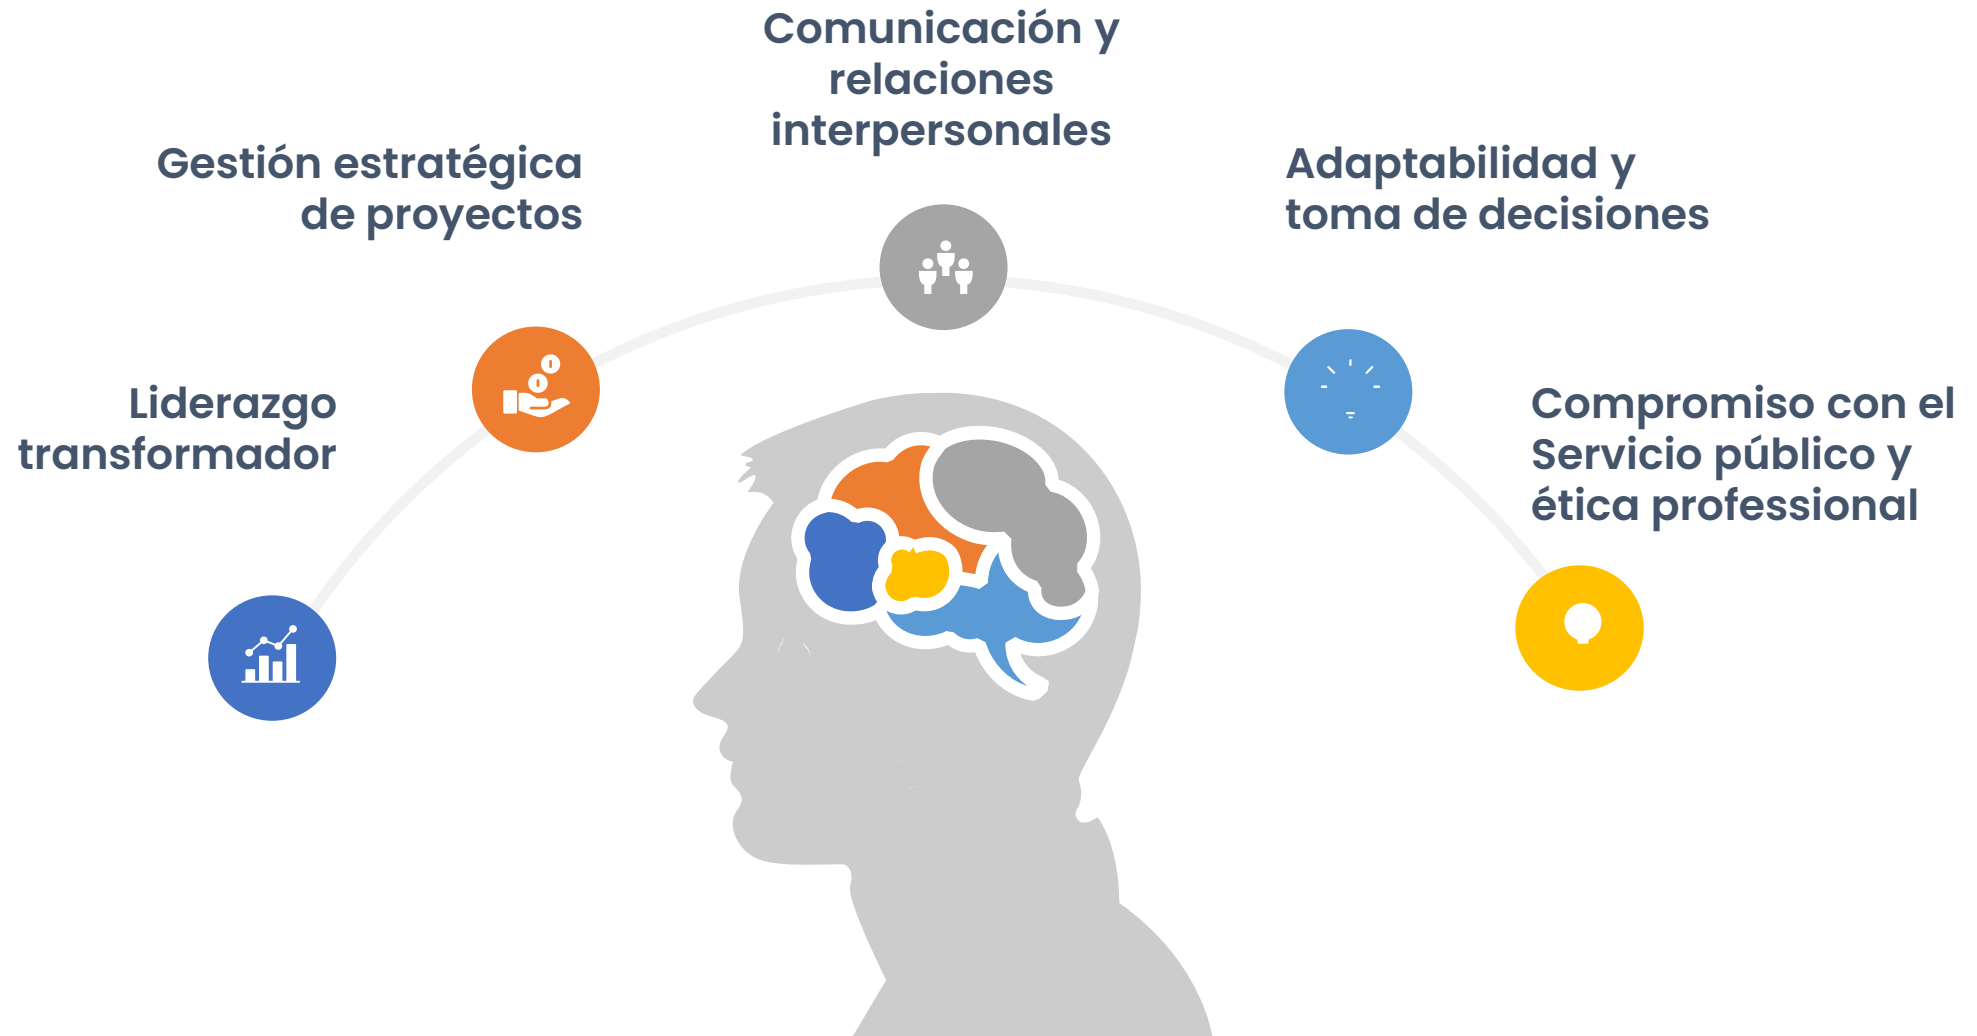 Comunicación y
relaciones
interpersonales
Gestión estratégica
de proyectos
Adaptabilidad y
toma de decisiones
Liderazgo
transformador
Compromiso con el
Servicio público y
ética professional